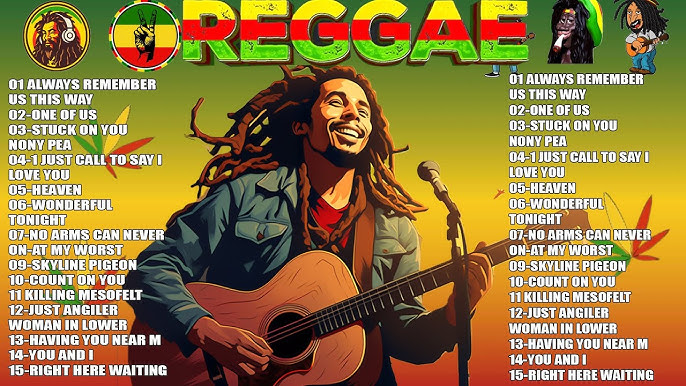 REGGAE
01 ALWAYS REMEMBER
US THIS WAY
02-ONE OF US
03-STUCK ON YOU
NONY PEA
04-1 JUST CALL TO SAY I
LOVE YOU
05-HEAVEN
06-WONDERFUL
TONIGHT
07-NO ARMS CAN NEVER
ON-AT MY WORST
09-SKYLINE PIGEON
10-COUNT ON YOU
11 KILLING MESOFELT
12-JUST ANGILER
WOMAN IN LOWER
13-HAVING YOU NEAR M
14-YOU AND I
15-RIGHT HERE WAITING
01 ALWAYS REMEMBER
US THIS WAY
02-ONE OF US
03-STUCK ON YOU
NONY PEA
04-1 JUST CALL TO SAY I
LOVE YOU
05-HEAVEN
06-WONDERFUL
TONIGHT
07-NO ARMS CAN NEVER
ON-AT MY WORST
09-SKYLINE PIGEON
10-COUNT ON YOU
11 KILLING MESOFELT
12-JUST ANGILER
WOMAN IN LOWER
13-HAVING YOU NEAR M
14-YOU AND I
15-RIGHT HERE WAITING